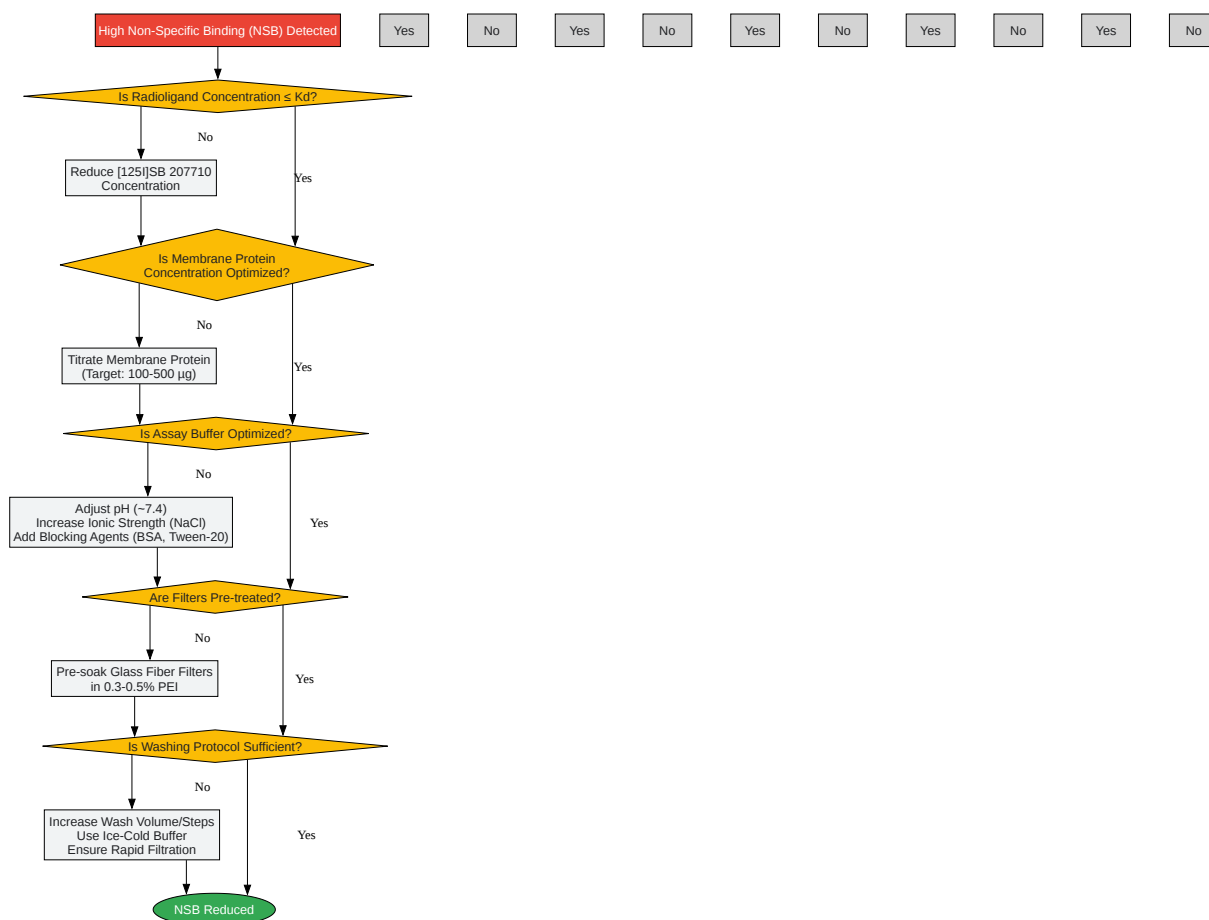 High Non-Specific Binding (NSB) Detected
Yes
No
Yes
No
Yes
No
Yes
No
Yes
No
Is Radioligand Concentration ≤ Kd?
No
Reduce [125I]SB 207710
Concentration
Yes
Is Membrane Protein
Concentration Optimized?
No
Titrate Membrane Protein
(Target: 100-500 µg)
Yes
Is Assay Buffer Optimized?
No
Adjust pH (~7.4)
Increase Ionic Strength (NaCl)
Add Blocking Agents (BSA, Tween-20)
Yes
Are Filters Pre-treated?
No
Pre-soak Glass Fiber Filters
in 0.3-0.5% PEI
Yes
Is Washing Protocol Sufficient?
No
Increase Wash Volume/Steps
Use Ice-Cold Buffer
Ensure Rapid Filtration
Yes
NSB Reduced